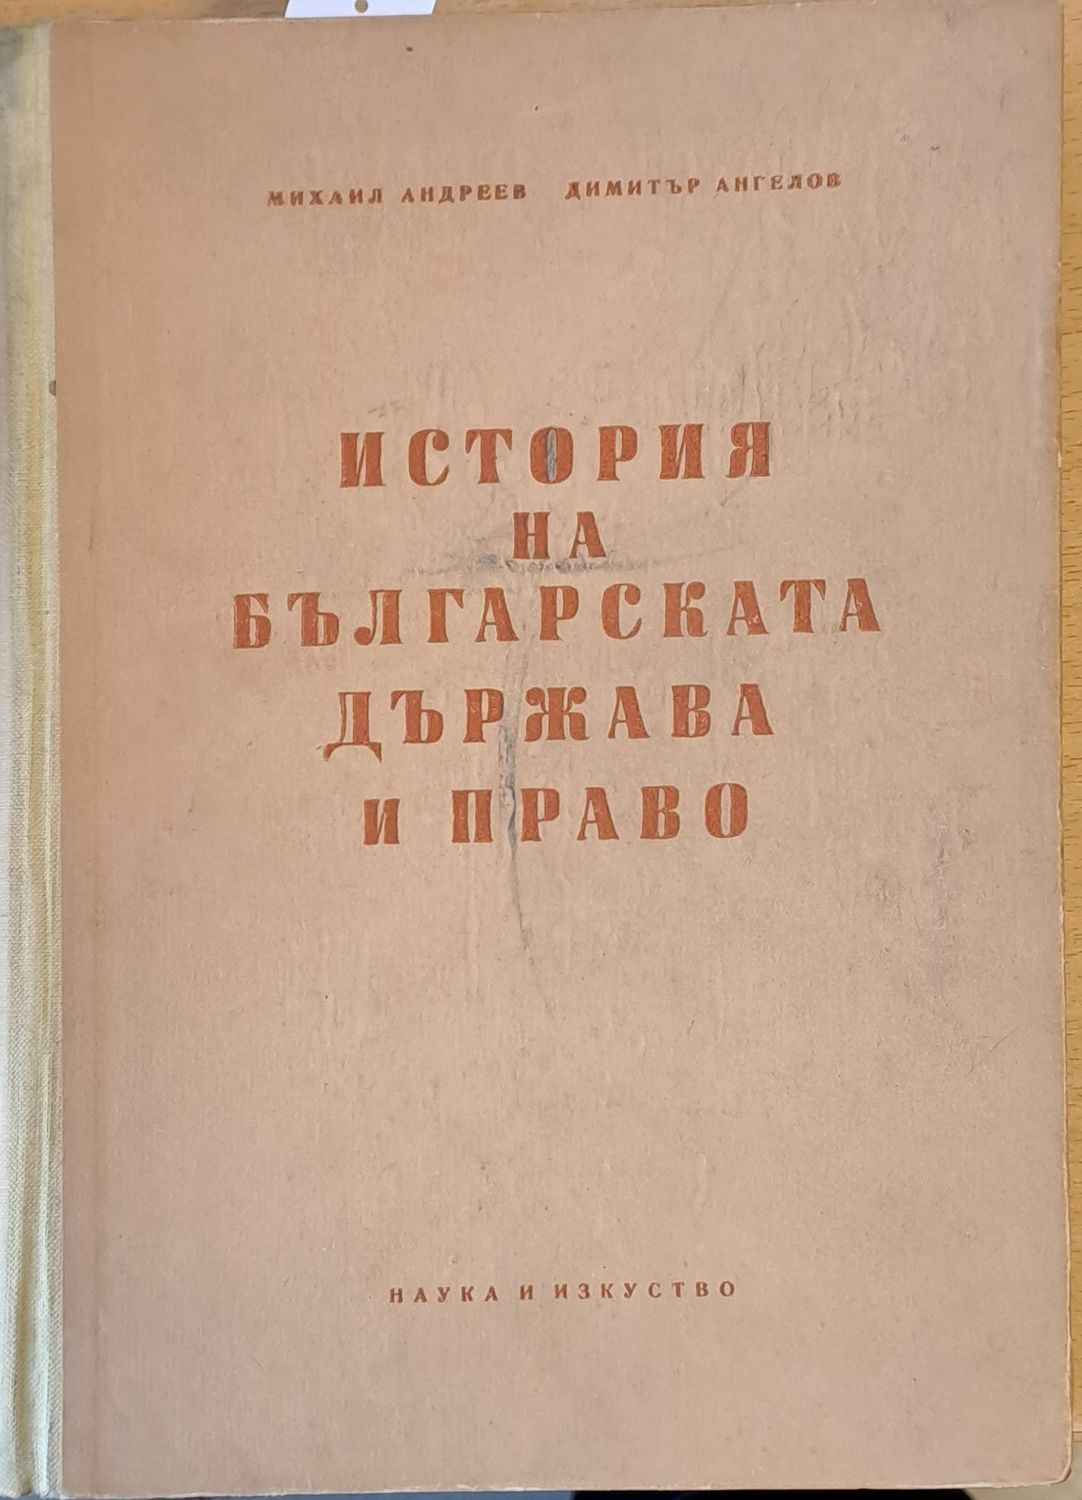 МИХАИЛ АНДРЕЕВ ДИМИТЪР АНГЕЛОВ
ИСТОРИЯ
НА
БЪЛГАРСКАТА
ДЪРЖАВА
И ПРАВО
НАУКА И ИЗКУСТВО